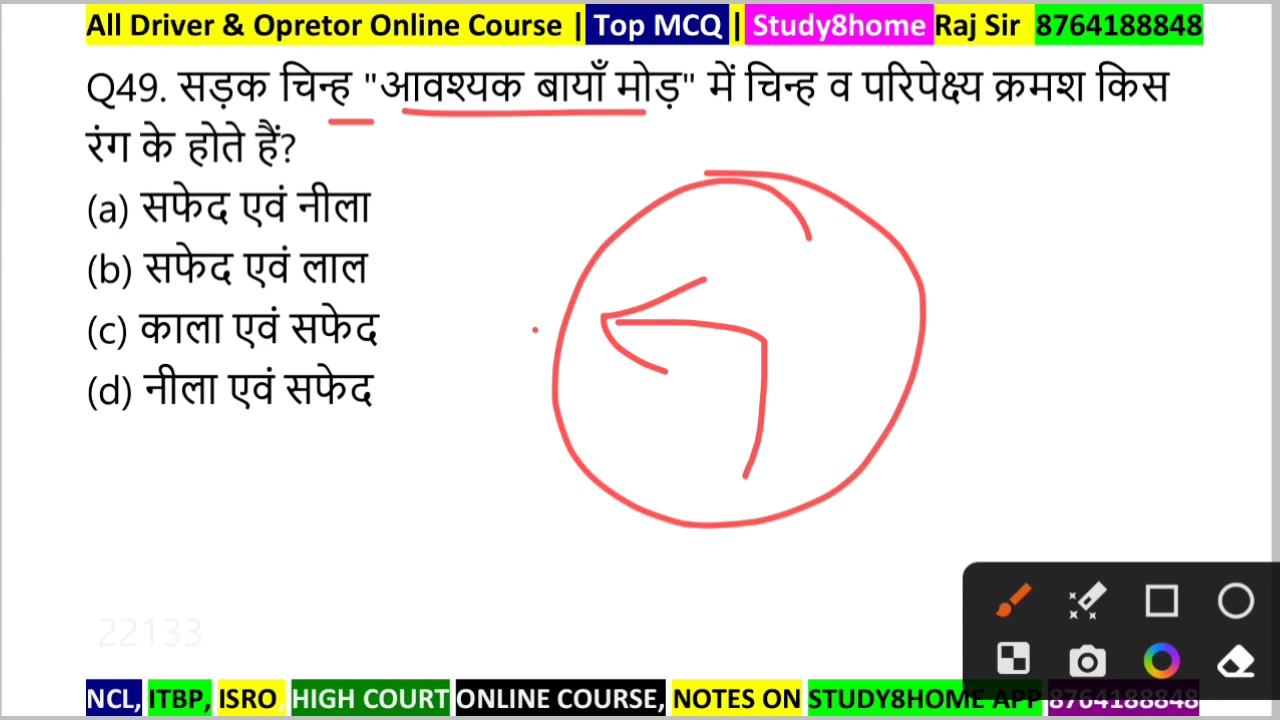 All Driver & Opretor Online Course | Top MCQ | Study8home Raj Sir 8764188848
Q49. सड़क चिन्ह "आवश्यक बायाँ मोड़" में चिन्ह व परिपेक्ष्य क्रमश किस
रंग के होते हैं?
(a) सफेद एवं नीला
(b) सफेद एवं लाल
(c) काला एवं सफेद
(d) नीला एवं सफेद
22133
NCL, ITBP, ISRO, HIGH COURT ONLINE COURSE, NOTES ON STUDY8HOME APP 8764188848